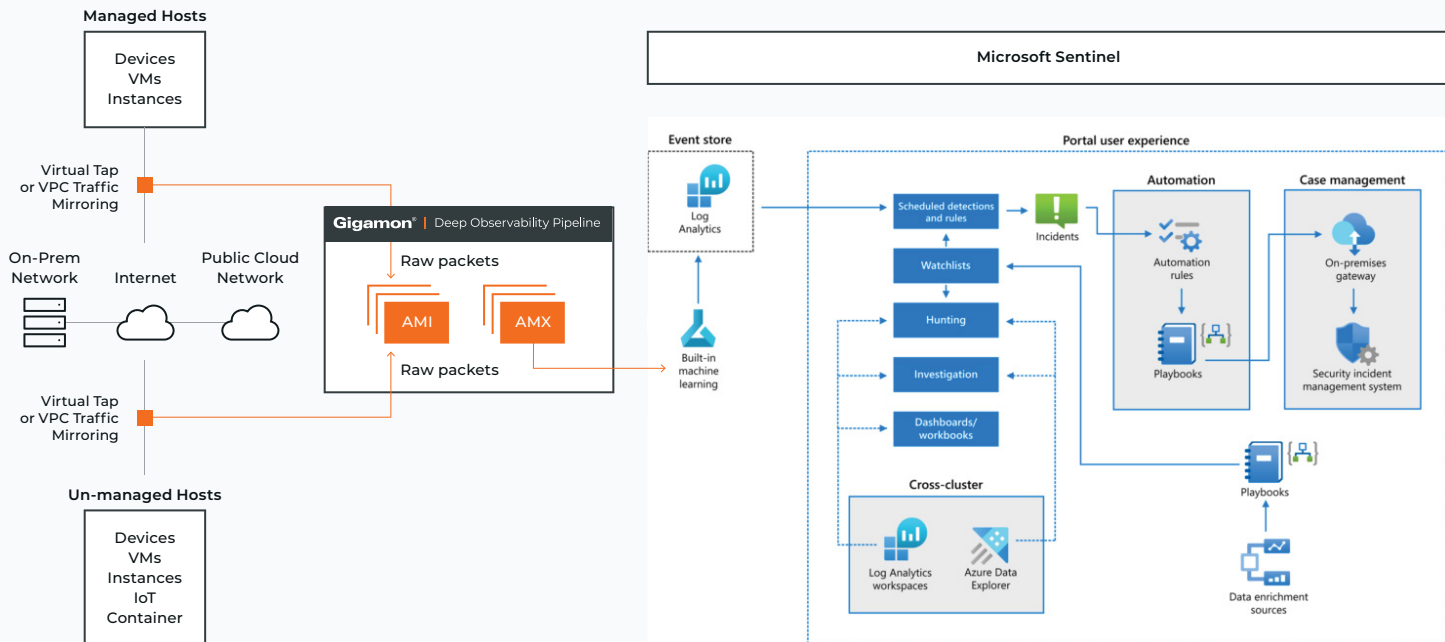 Managed Hosts
Devices
VMs
Instances
Virtual Tap
or VPC Traffic
Mirroring
On-Prem
Network
Internet
Public Cloud
Network
Virtual Tap
or VPC Traffic
Mirroring
Un-managed Hosts
Devices
VMs
Instances
IoT
Container
Gigamon® | Deep Observability Pipeline
Raw packets
AMI
AMX
Raw packets
Microsoft Sentinel
Event store
Log
Analytics
Built-in
machine
learning
Portal user experience
Scheduled detections
and rules
Incidents
Watchlists
Hunting
Investigation
Dashboards/
workbooks
Cross-cluster
Log Analytics
workspaces
Azure Data
Explorer
Automation
Automation
rules
Playbooks
Case management
On-premises
gateway
Security incident
management system
Playbooks
Data enrichment
sources